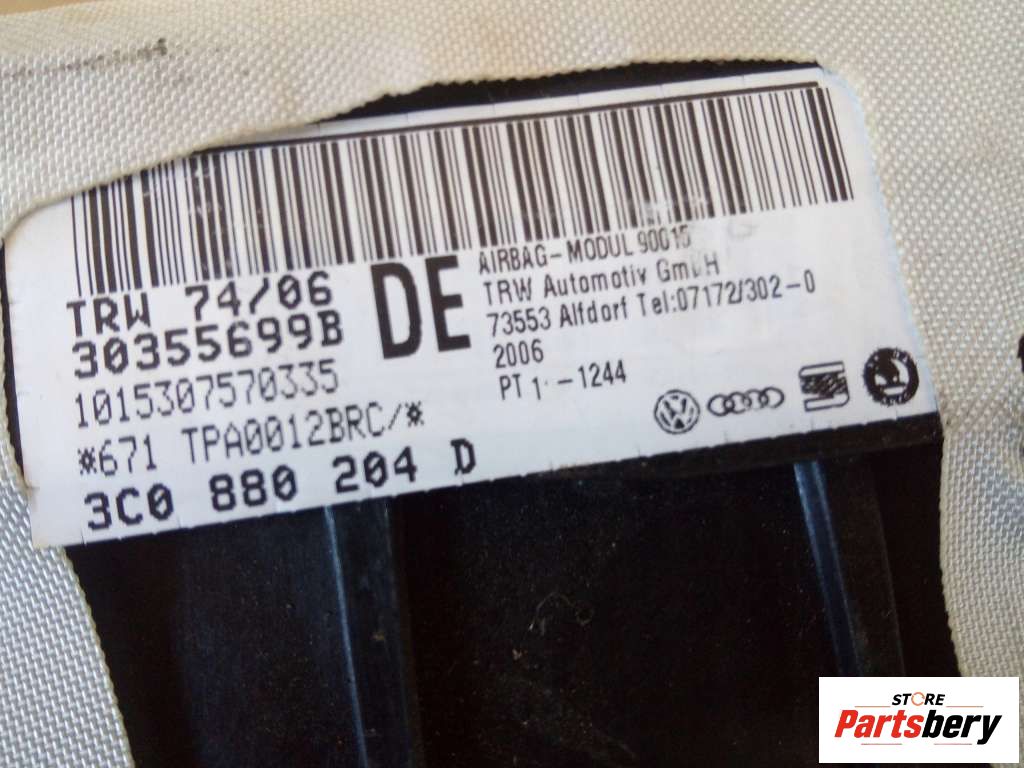 TRW 74/06
30355699B
1015307570335
*671 TPA0012BRC/*
3C0 880 204 D
DE
AIRBAG-MODUL 90015
TRW Automotiv GmbH
73553 Alfdorf Tel:07172/302-0
2006
PT 1 -1244
STORE
Partsbery